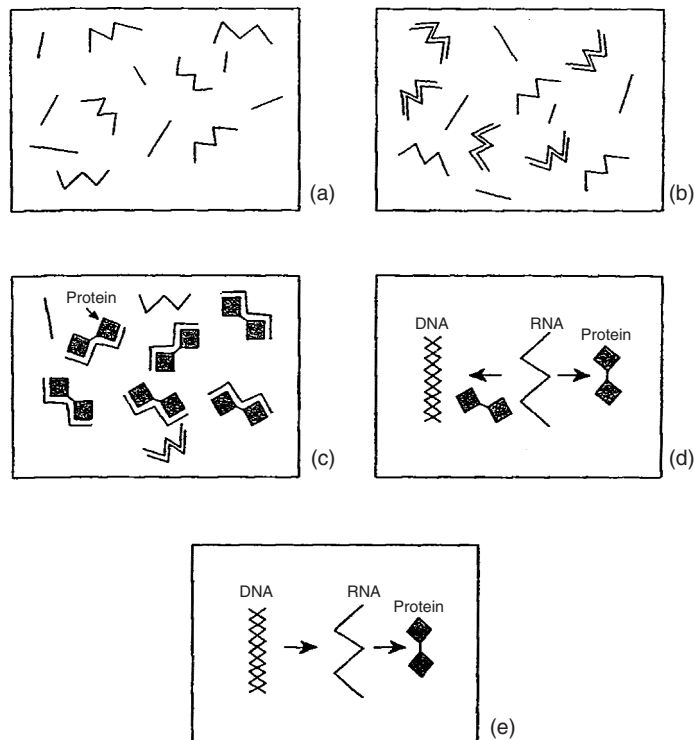 (a)
(b)
Protein
(c)
DNA RNA Protein
(d)
DNA RNA Protein
(e)